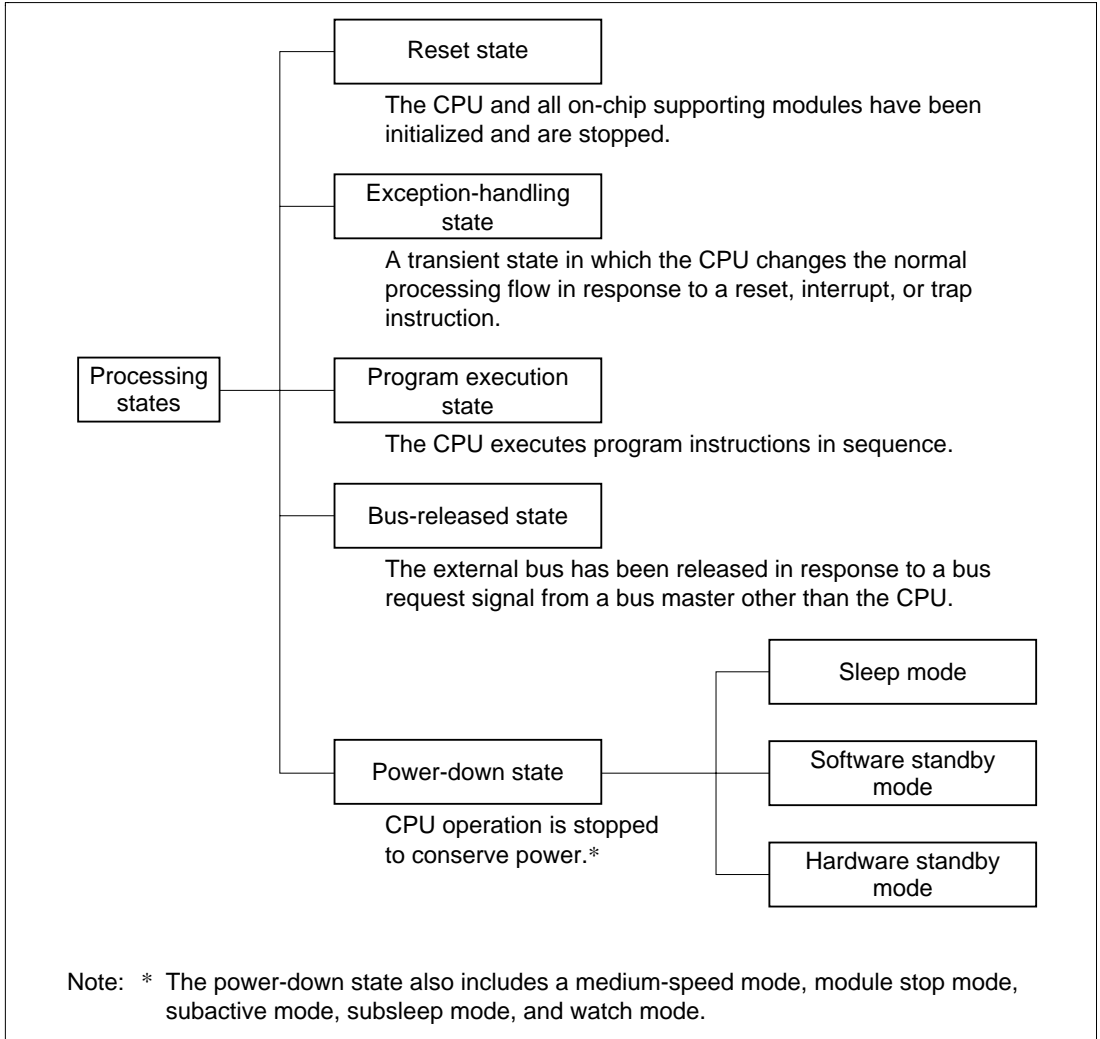 Reset state
The CPU and all on-chip supporting modules have been
initialized and are stopped.
Exception-handling
state
A transient state in which the CPU changes the normal
processing flow in response to a reset, interrupt, or trap
instruction.
Processing
states
Program execution
state
The CPU executes program instructions in sequence.
Bus-released state
The external bus has been released in response to a bus
request signal from a bus master other than the CPU.
Power-down state
CPU operation is stopped
to conserve power.*
Sleep mode
Software standby
mode
Hardware standby
mode
Note: * The power-down state also includes a medium-speed mode, module stop mode,
subactive mode, subsleep mode, and watch mode.